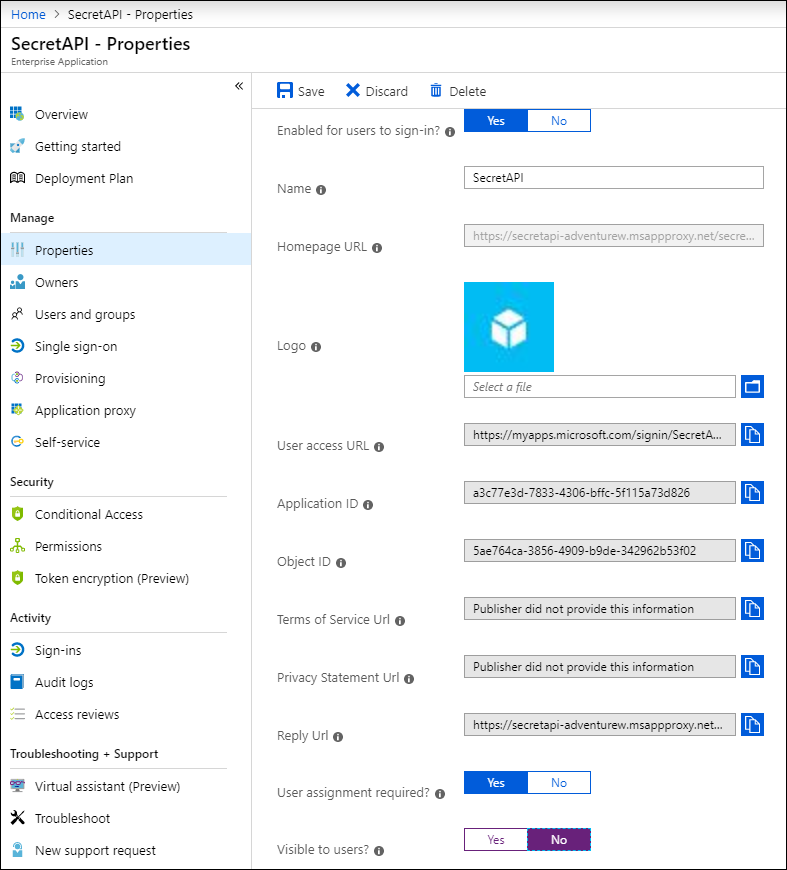 Home > SecretAPI - Properties
SecretAPI - Properties
Enterprise Application
«
Overview
Getting started
Deployment Plan
Manage
Properties
Owners
Users and groups
Single sign-on
Provisioning
Application proxy
Self-service
Security
Conditional Access
Permissions
Token encryption (Preview)
Activity
Sign-ins
Audit logs
Access reviews
Troubleshooting + Support
Virtual assistant (Preview)
Troubleshoot
New support request
Save Discard Delete
Enabled for users to sign-in? Yes No
Name SecretAPI
Homepage URL https://secretapi-adventurew.msappproxy.net/secre...
Logo
Select a file
User access URL https://myapps.microsoft.com/signin/SecretA...
Application ID a3c77e3d-7833-4306-bffc-5f115a73d826
Object ID 5ae764ca-3856-4909-b9de-342962b53f02
Terms of Service Url Publisher did not provide this information
Privacy Statement Url Publisher did not provide this information
Reply Url https://secretapi-adventurew.msappproxy.net...
User assignment required? Yes No
Visible to users? Yes No